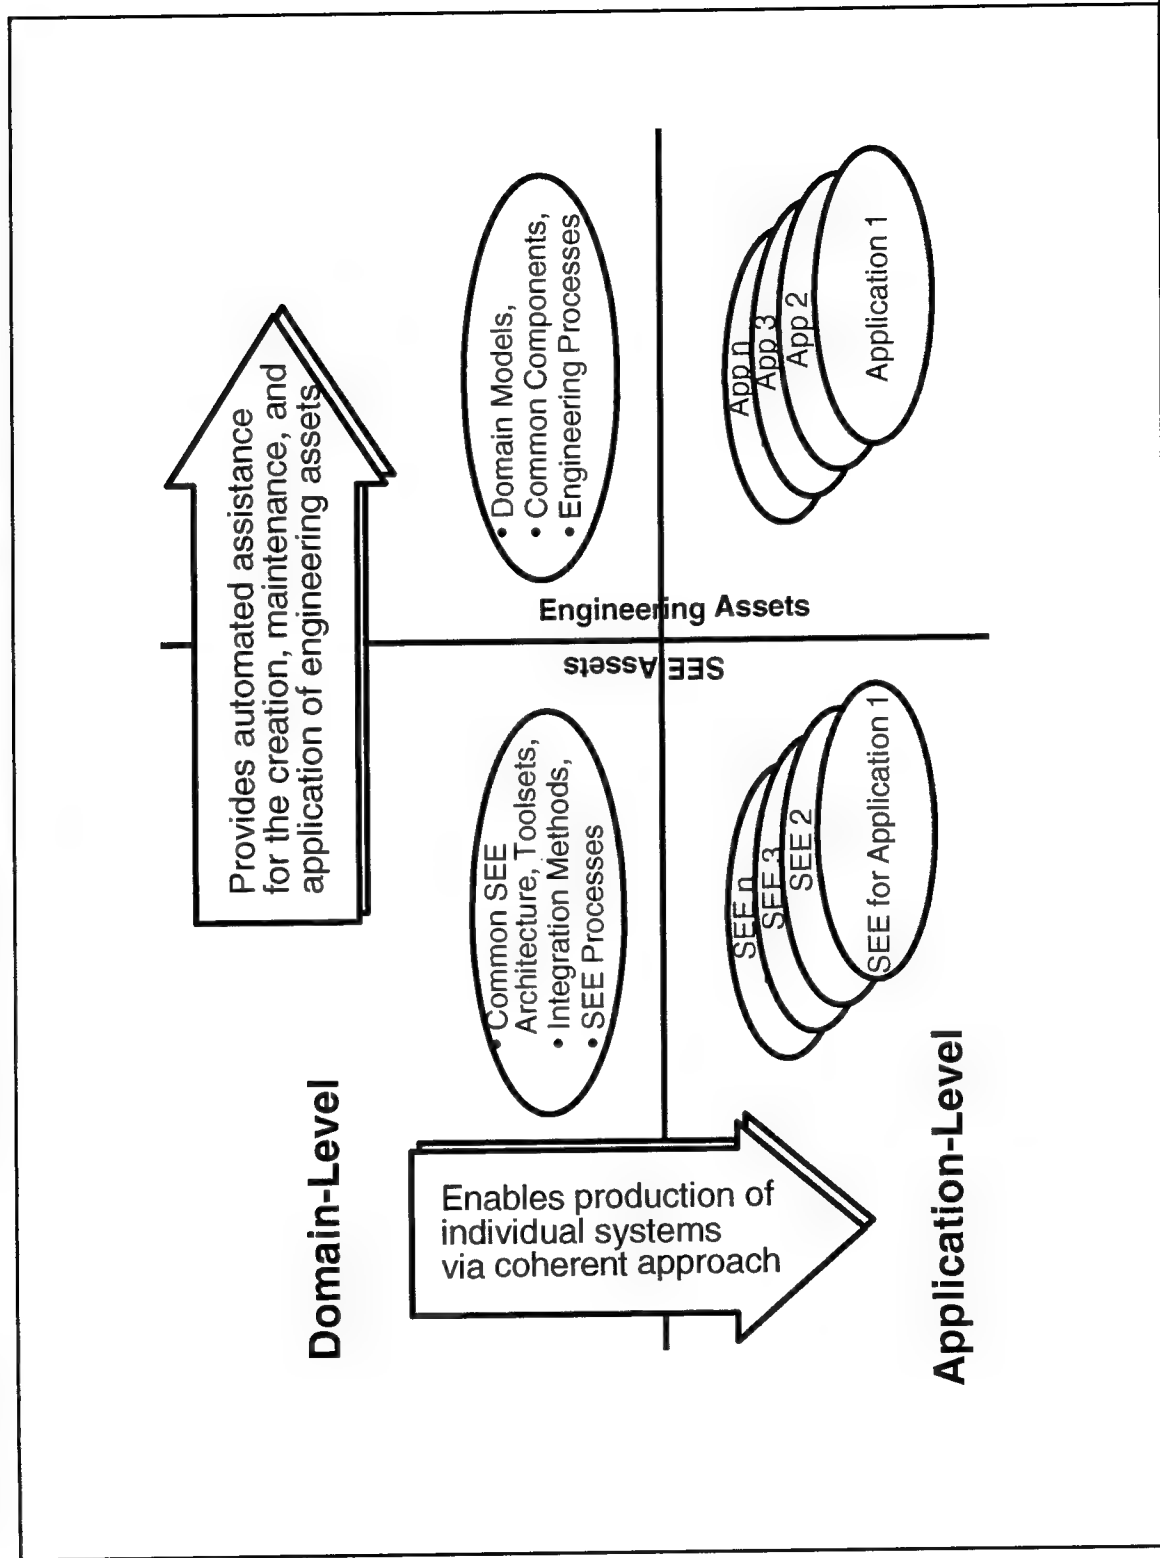 Provides automated assistance
for the creation, maintenance, and
application of engineering assets
Domain-Level
• Common SEE
Architecture, Toolsets,
• Integration Methods,
• SEE Processes
• Domain Models,
• Common Components,
• Engineering Processes
SEE Assets
Engineering Assets
Enables production of
individual systems
via coherent approach
SEE n
SEE 3
SEE 2
SEE for Application 1
App n
App 3
App 2
Application 1
Application-Level